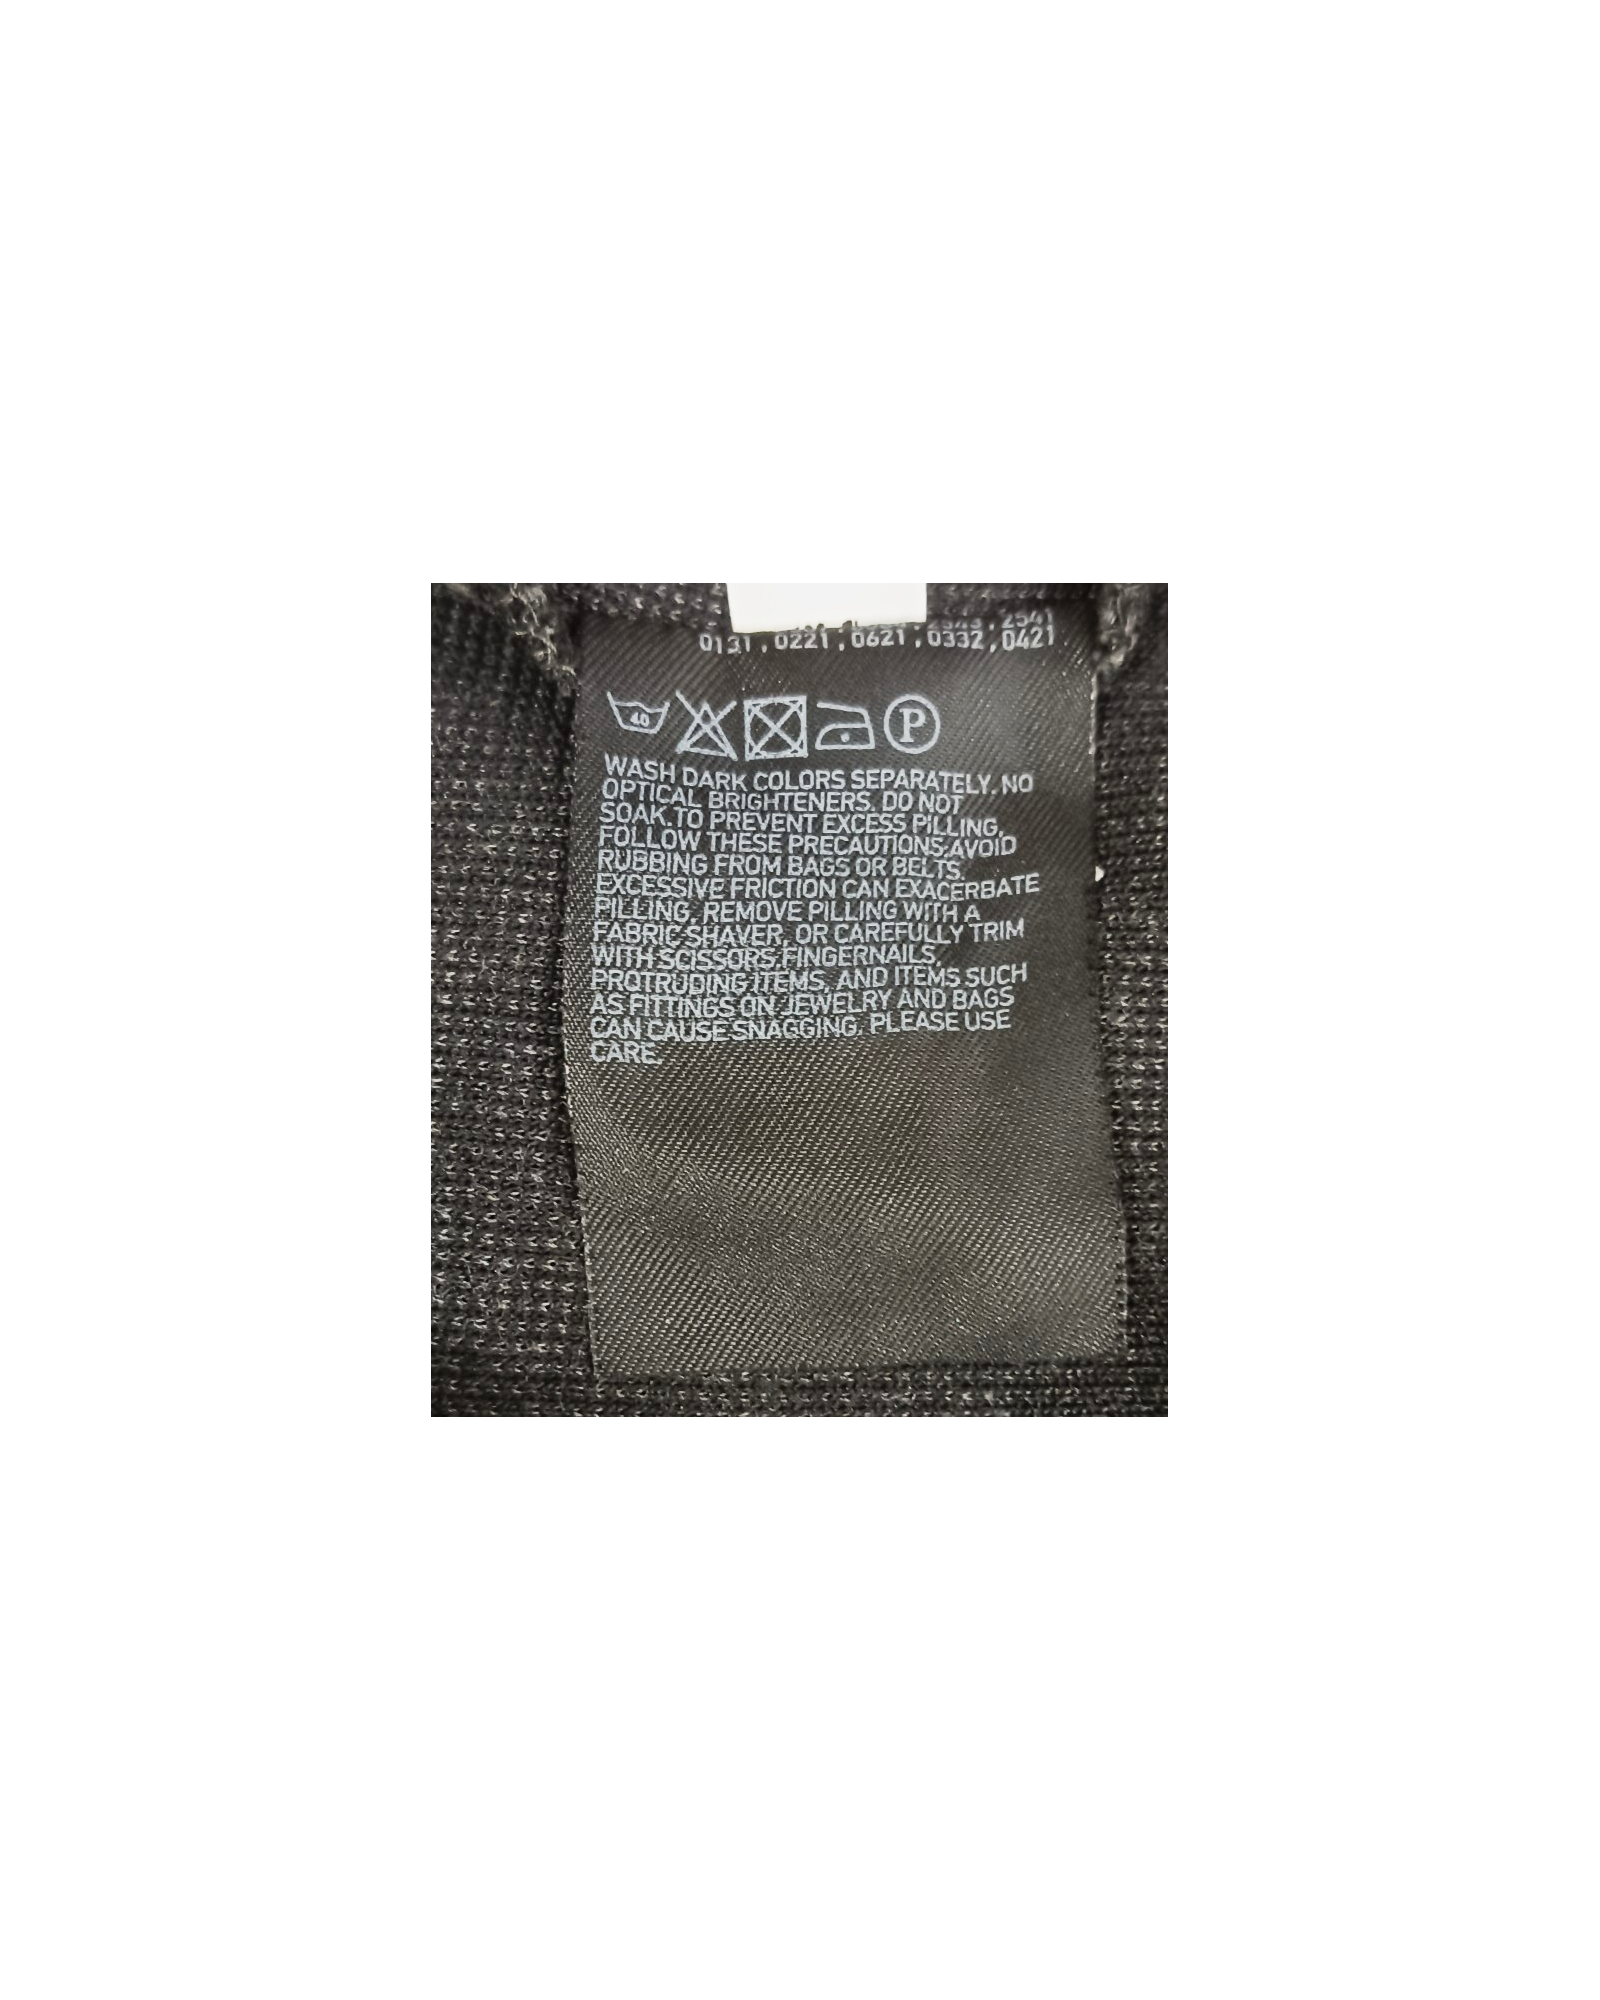 2541
0131, 0221, 0621, 0332, 0421
40
P
WASH DARK COLORS SEPARATELY. NO
OPTICAL BRIGHTENERS. DO NOT
SOAK.TO PREVENT EXCESS PILLING,
FOLLOW THESE PRECAUTIONS:AVOID
RUBBING FROM BAGS OR BELTS.
EXCESSIVE FRICTION CAN EXACERBATE
PILLING. REMOVE PILLING WITH A
FABRIC SHAVER, OR CAREFULLY TRIM
WITH SCISSORS.FINGERNAILS,
PROTRUDING ITEMS, AND ITEMS SUCH
AS FITTINGS ON JEWELRY AND BAGS
CAN CAUSE SNAGGING. PLEASE USE
CARE.